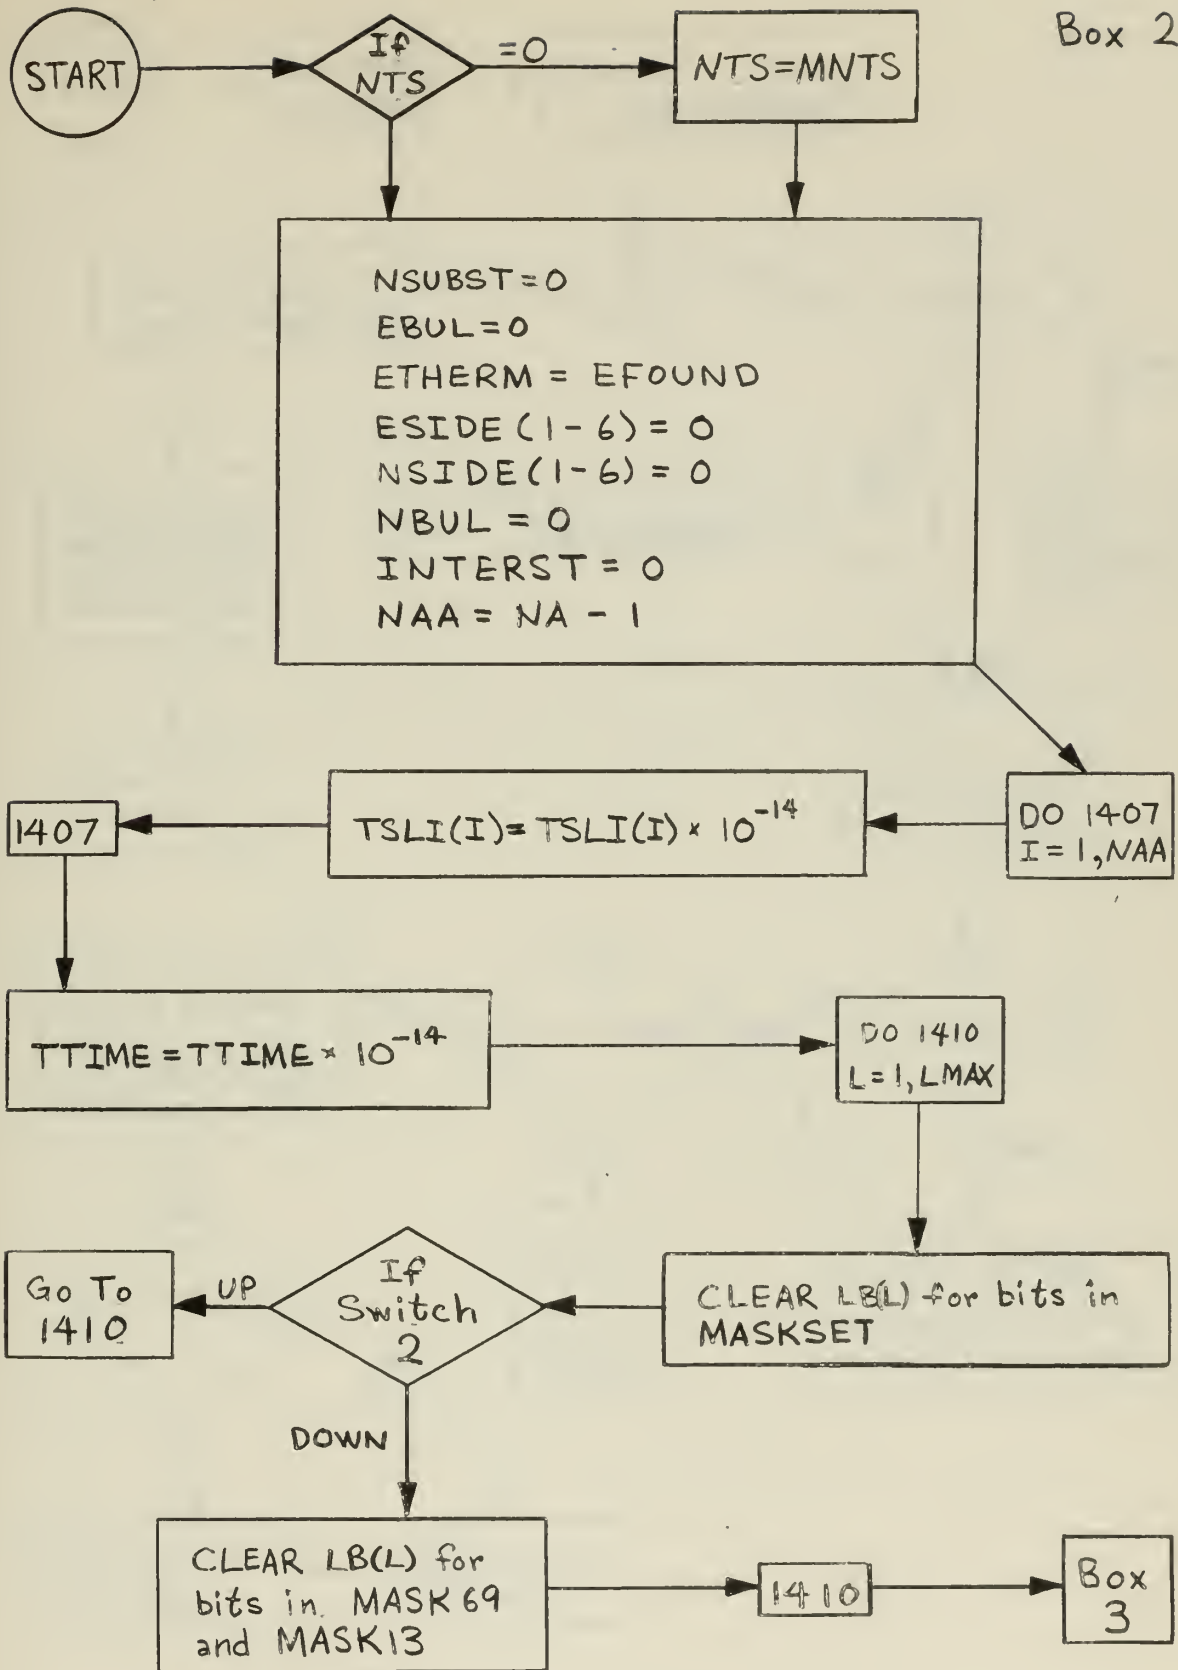 Box 2
START
If
NTS
=0
NTS=MNTS
NSUBST=0
EBUL=0
ETHERM = EFOUND
ESIDE(1-6) = 0
NSIDE(1-6) = 0
NBUL = 0
INTERST = 0
NAA = NA - 1
DO 1407
I=1,NAA
TSLI(I)=TSLI(I) × 10⁻¹⁴
1407
TTIME=TTIME × 10⁻¹⁴
DO 1410
L=1,LMAX
CLEAR LB(L) for bits in
MASKSET
If
Switch
2
UP
Go To
1410
DOWN
CLEAR LB(L) for
bits in. MASK 69
and MASK13
1410
Box
3